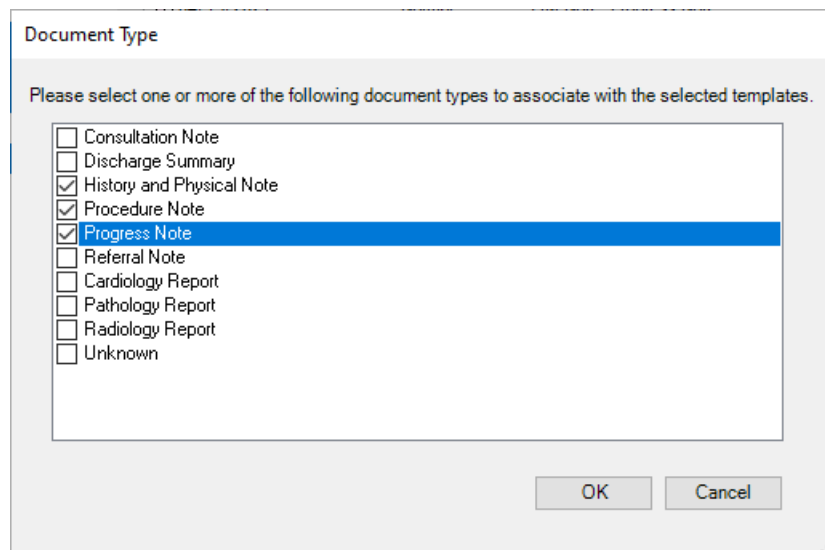 Document Type
Please select one or more of the following document types to associate with the selected templates.
Consultation Note
Discharge Summary
History and Physical Note
Procedure Note
Progress Note
Referral Note
Cardiology Report
Pathology Report
Radiology Report
Unknown
OK
Cancel